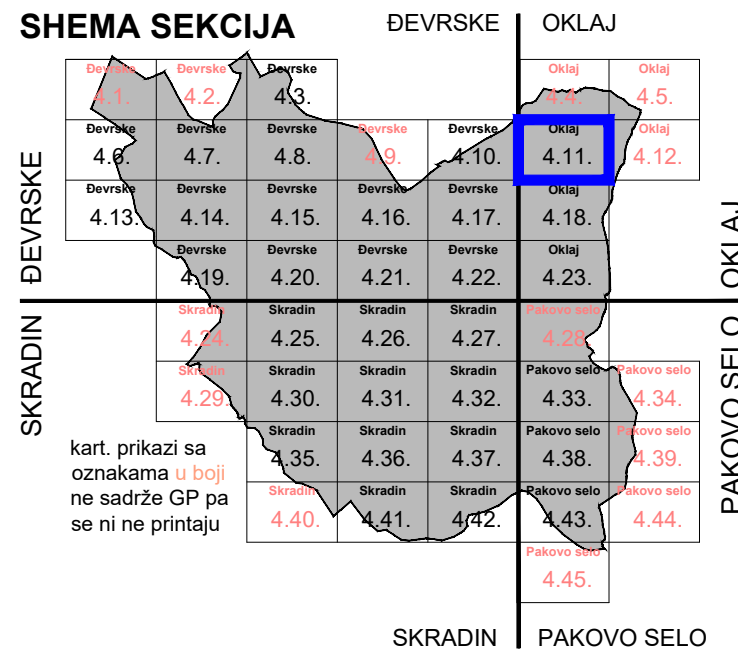 SHEMA SEKCIJA
ĐEVRSKE
OKLAJ
Đevrske Đevrske Đevrske Oklaj Oklaj
4.1. 4.2. 4.3. 4.4. 4.5.
Đevrske Đevrske Đevrske Đevrske Đevrske Oklaj Oklaj
4.6. 4.7. 4.8. 4.9. 4.10. 4.11. 4.12.
Đevrske Đevrske Đevrske Đevrske Đevrske Oklaj
4.13. 4.14. 4.15. 4.16. 4.17. 4.18.
Đevrske Đevrske Đevrske Đevrske Oklaj
4.19. 4.20. 4.21. 4.22. 4.23.
ĐEVRSKE
OKLAJ
Skradin Skradin Skradin Skradin Pakovo selo
4.24. 4.25. 4.26. 4.27. 4.28.
Skradin Skradin Skradin Skradin Pakovo selo Pakovo selo
4.29. 4.30. 4.31. 4.32. 4.33. 4.34.
Skradin Skradin Skradin Pakovo selo Pakovo selo
4.35. 4.36. 4.37. 4.38. 4.39.
Skradin Skradin Skradin Pakovo selo Pakovo selo
4.40. 4.41. 4.42. 4.43. 4.44.
Pakovo selo
4.45.
SKRADIN
PAKOVO SELO
kart. prikazi sa
oznakama u boji
ne sadrže GP pa
se ni ne printaju
SKRADIN
PAKOVO SELO